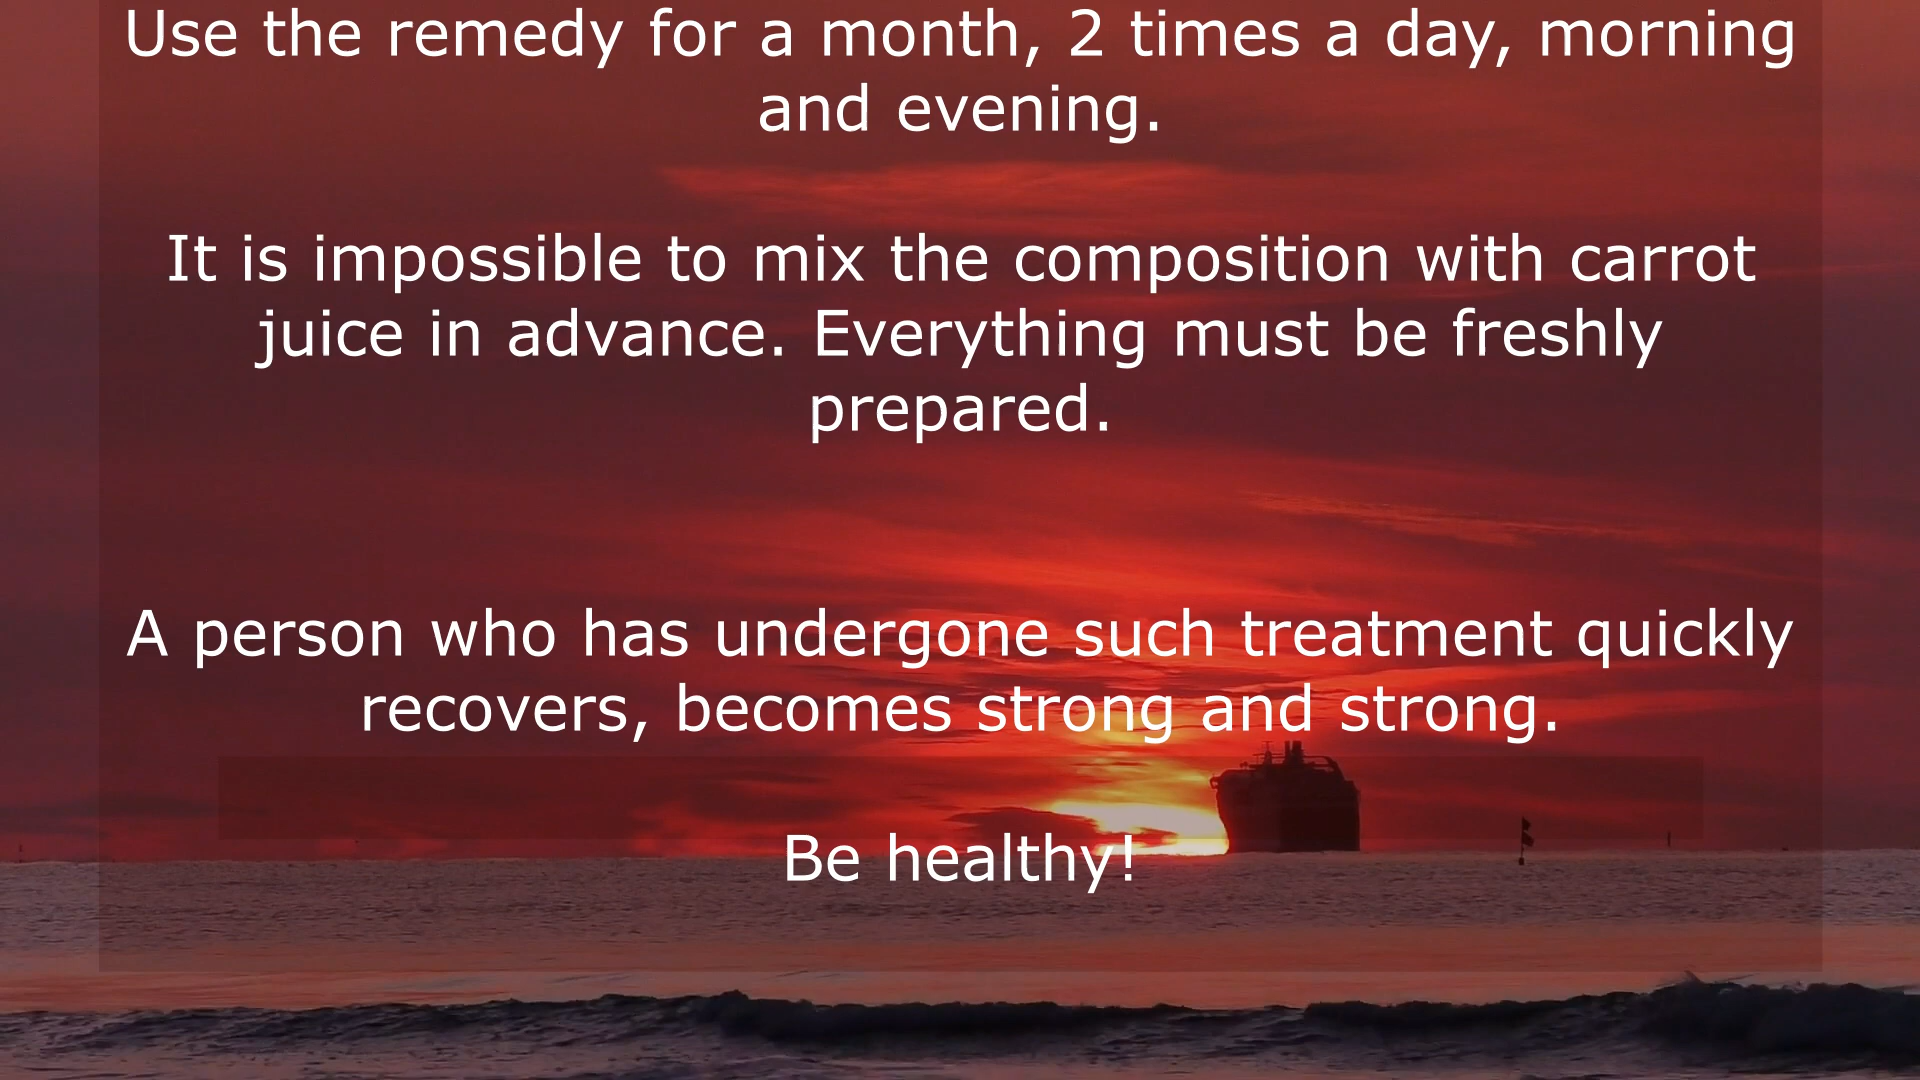 Use the remedy for a month, 2 times a day, morning
and evening.
It is impossible to mix the composition with carrot
juice in advance. Everything must be freshly
prepared.
A person who has undergone such treatment quickly
recovers, becomes strong and strong.
Be healthy!